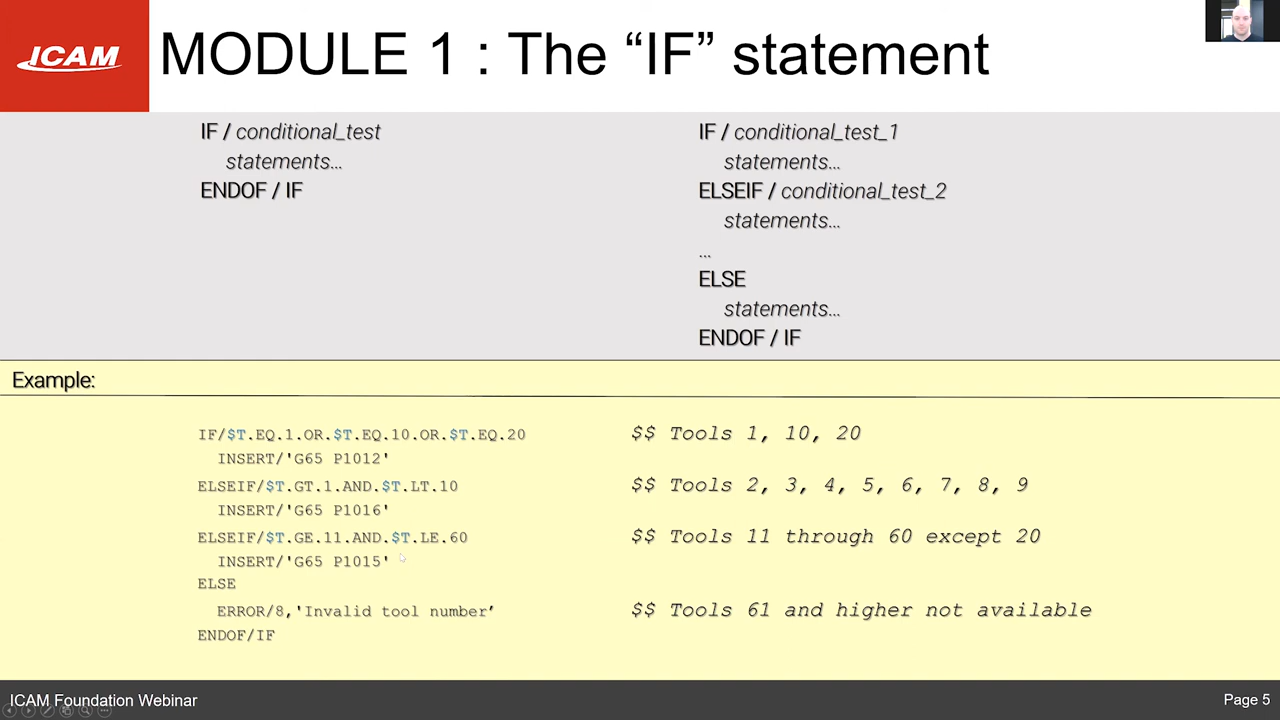 ICAM
MODULE 1 : The “IF” statement
IF / conditional_test
statements...
ENDOF / IF
IF / conditional_test_1
statements...
ELSEIF / conditional_test_2
statements...
...
ELSE
statements...
ENDOF / IF
Example:
IF/$T.EQ.1.OR.$T.EQ.10.OR.$T.EQ.20 $$ Tools 1, 10, 20
INSERT/'G65 P1012'
ELSEIF/$T.GT.1.AND.$T.LT.10 $$ Tools 2, 3, 4, 5, 6, 7, 8, 9
INSERT/'G65 P1016'
ELSEIF/$T.GE.11.AND.$T.LE.60 $$ Tools 11 through 60 except 20
INSERT/'G65 P1015'
ELSE
ERROR/8,'Invalid tool number’ $$ Tools 61 and higher not available
ENDOF/IF
ICAM Foundation Webinar
Page 5